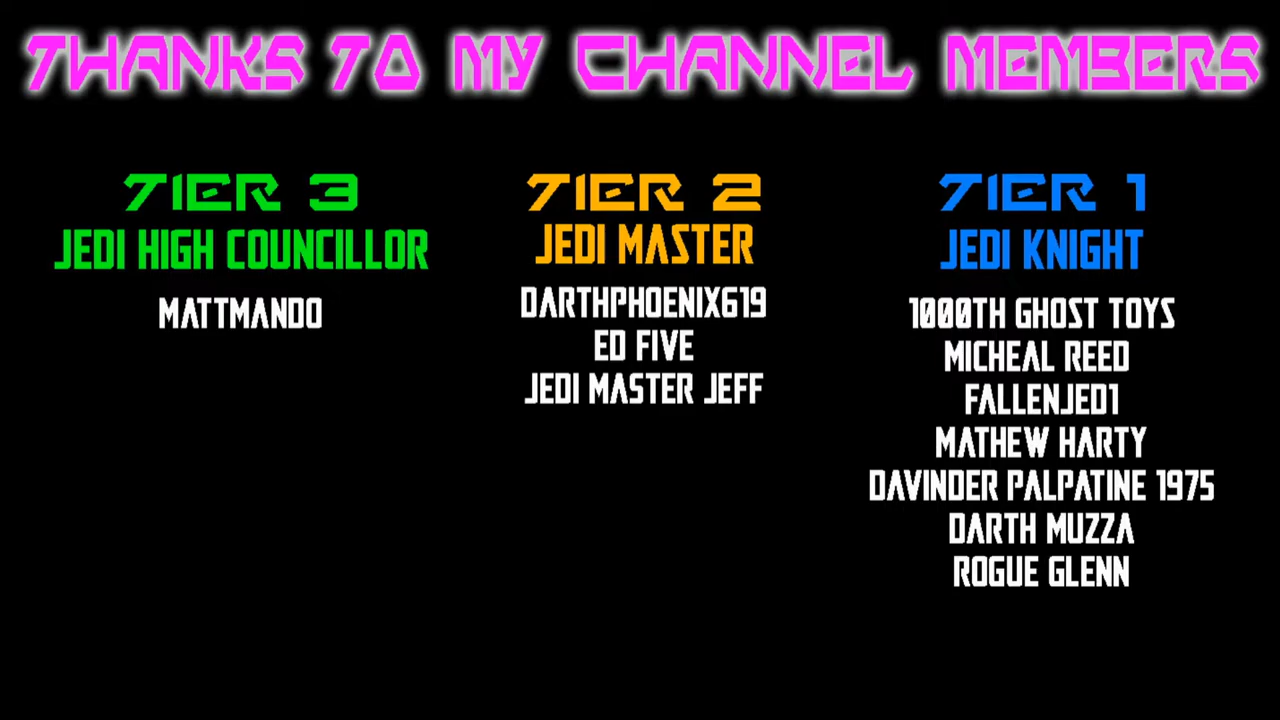 THANKS TO MY CHANNEL MEMBERS
TIER 3
JEDI HIGH COUNCILLOR
MATTMANDO
TIER 2
JEDI MASTER
DARTHPHOENIX619
ED FIVE
JEDI MASTER JEFF
TIER 1
JEDI KNIGHT
1000TH GHOST TOYS
MICHEAL REED
FALLENJED1
MATHEW HARTY
DAVINDER PALPATINE 1975
DARTH MUZZA
ROGUE GLENN